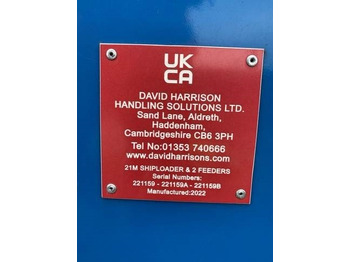 UK
CA
DAVID HARRISON
HANDLING SOLUTIONS LTD.
Sand Lane, Aldreth,
Haddenham,
Cambridgeshire CB6 3PH
Tel No:01353 740666
www.davidharrisons.com
21M SHIPLOADER & 2 FEEDERS
Serial Numbers:
221159 - 221159A - 221159B
Manufactured:2022